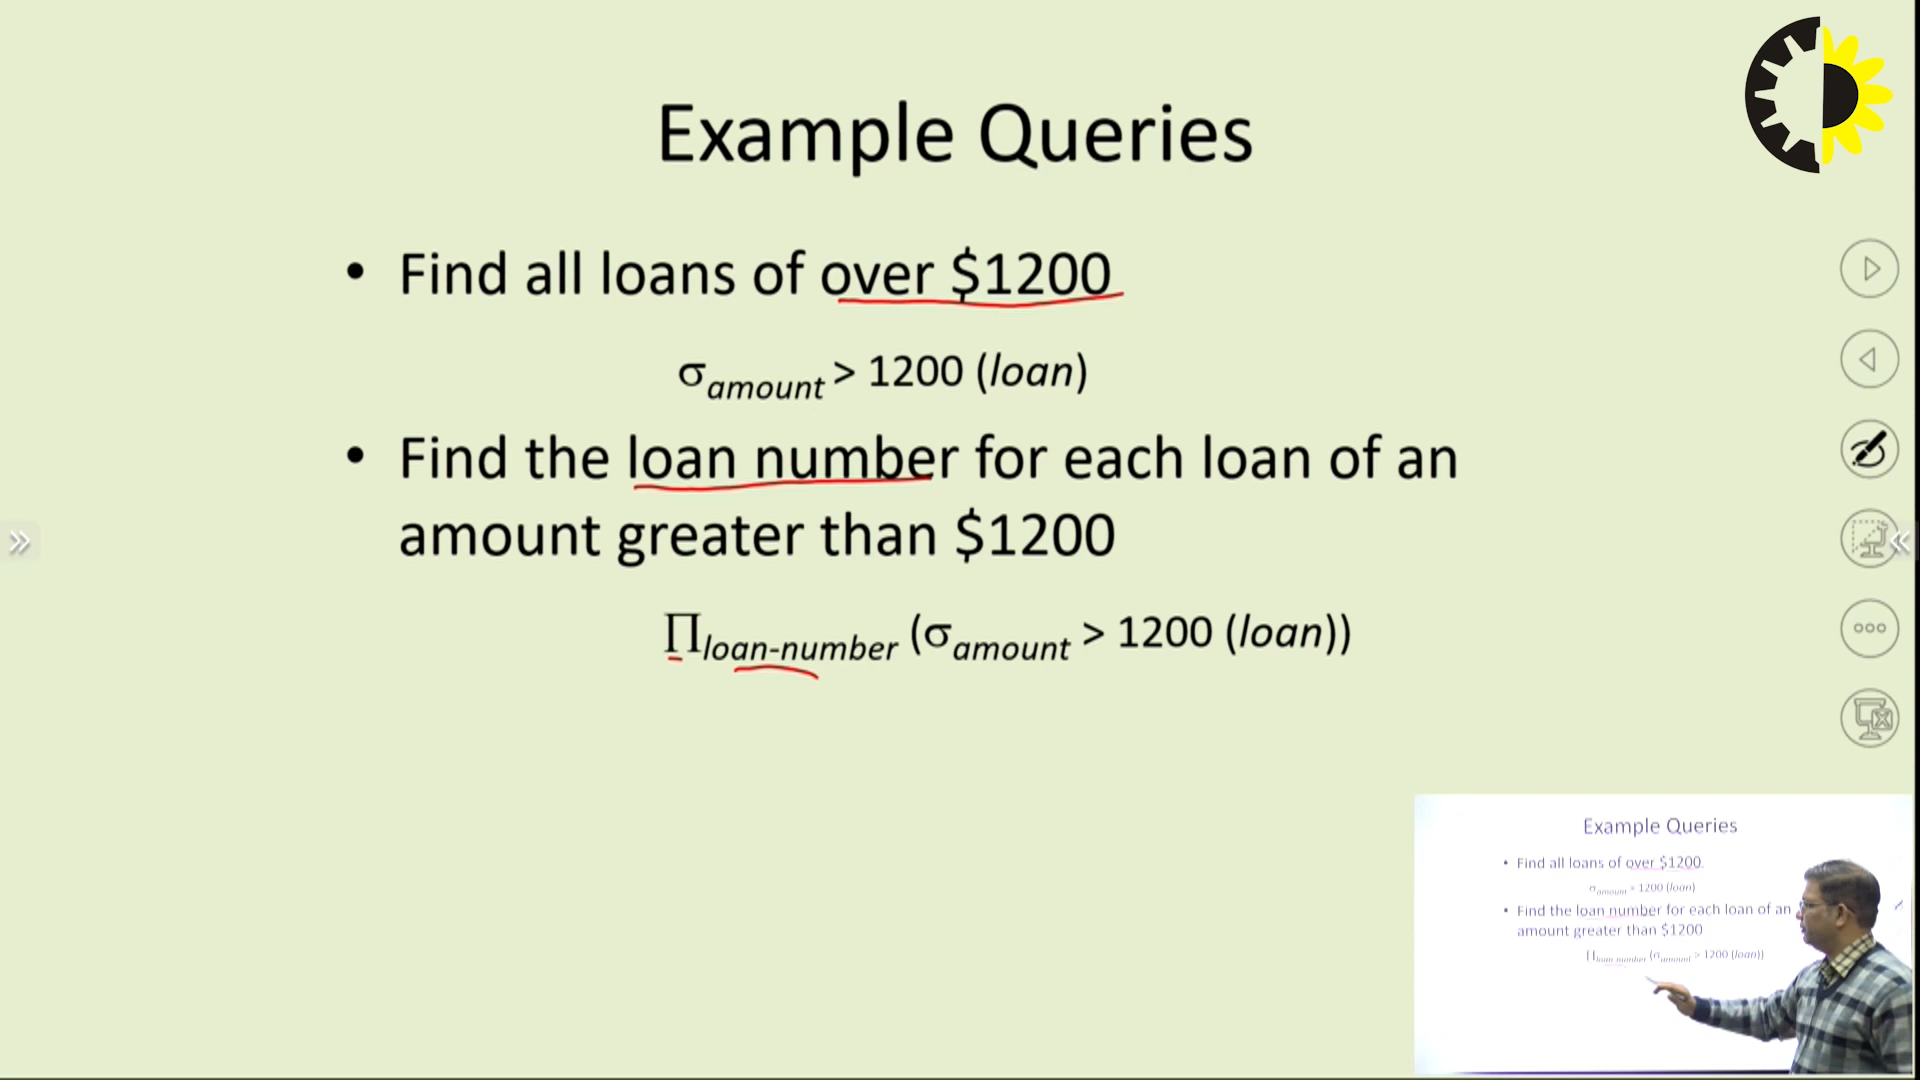 Example Queries
• Find all loans of over $1200
σamount > 1200 (loan)
• Find the loan number for each loan of an
amount greater than $1200
∏loan-number (σamount > 1200 (loan))
Example Queries
• Find all loans of over $1200
σamount > 1200 (loan)
• Find the loan number for each loan of an
amount greater than $1200
∏loan-number (σamount > 1200 (loan))